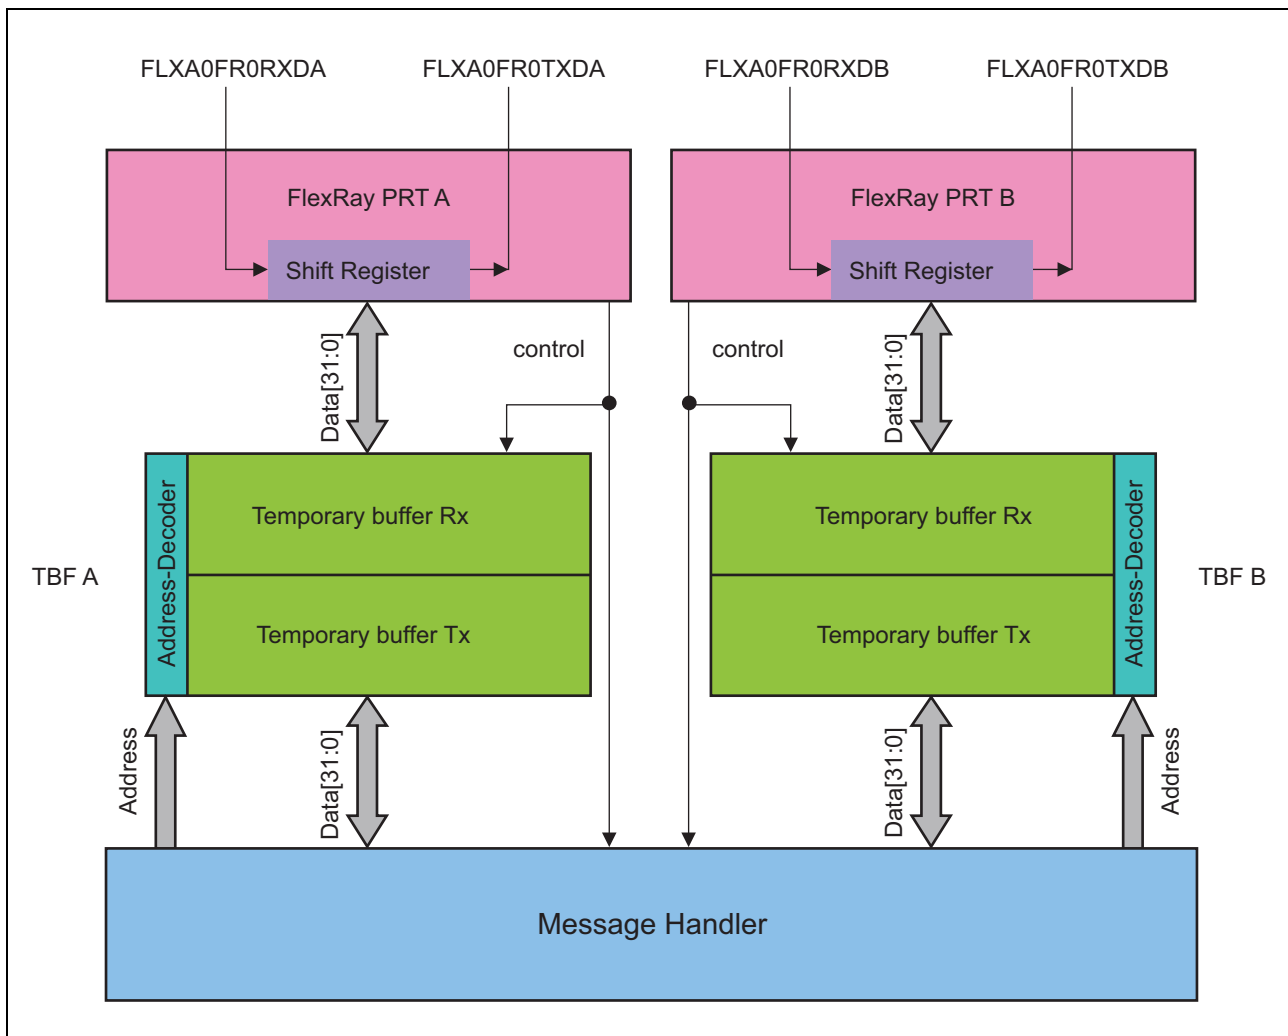 FLXA0FR0RXDA
FLXA0FR0TXDA
FLXA0FR0RXDB
FLXA0FR0TXDB
FlexRay PRT A
FlexRay PRT B
Shift Register
Shift Register
Data[31:0]
control
control
Data[31:0]
TBF A
Address-Decoder
Temporary buffer Rx
Temporary buffer Tx
Temporary buffer Rx
Temporary buffer Tx
Address-Decoder
TBF B
Address
Data[31:0]
Data[31:0]
Address
Message Handler